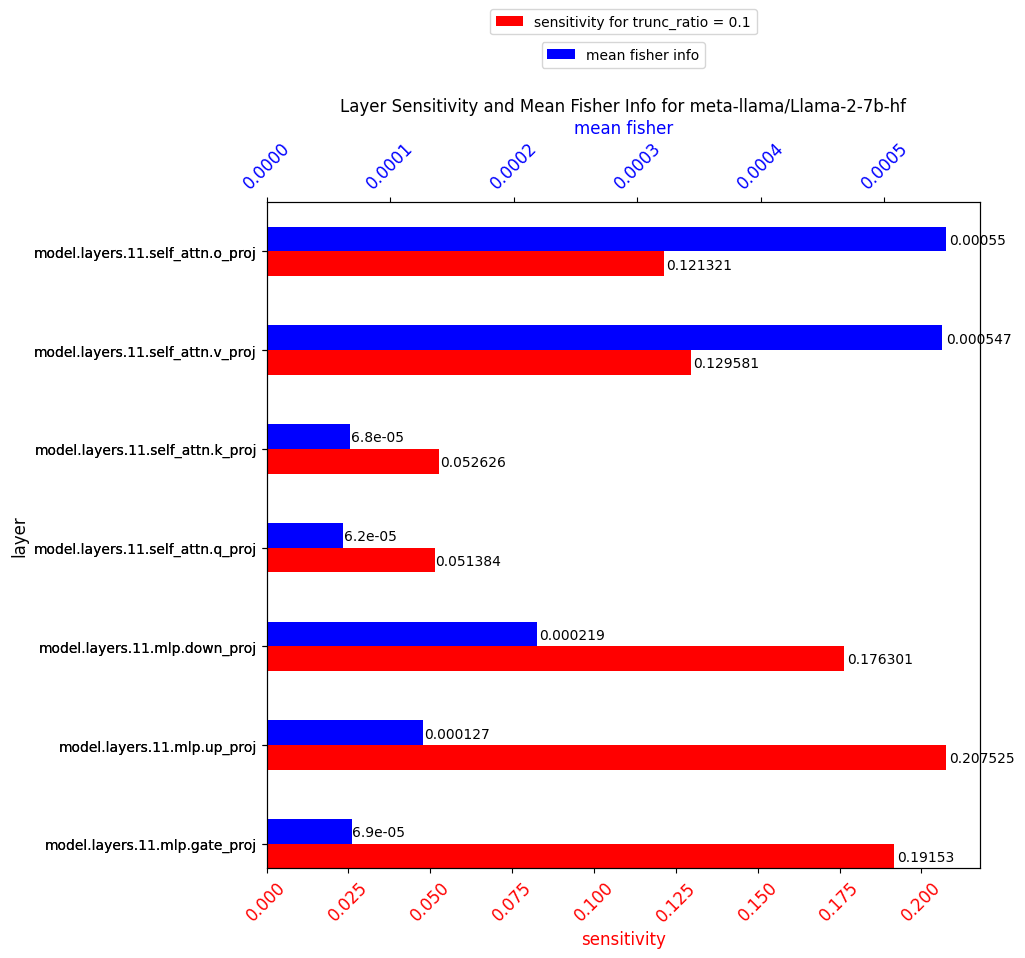 sensitivity for trunc_ratio = 0.1
mean fisher info
Layer Sensitivity and Mean Fisher Info for meta-llama/Llama-2-7b-hf
mean fisher
0.0000 0.0001 0.0002 0.0003 0.0004 0.0005
model.layers.11.self_attn.o_proj 0.00055
0.121321
model.layers.11.self_attn.v_proj 0.000547
0.129581
model.layers.11.self_attn.k_proj 6.8e-05
0.052626
layer
model.layers.11.self_attn.q_proj 6.2e-05
0.051384
model.layers.11.mlp.down_proj 0.000219
0.176301
model.layers.11.mlp.up_proj 0.000127
0.207525
model.layers.11.mlp.gate_proj 6.9e-05
0.19153
0.000 0.025 0.050 0.075 0.100 0.125 0.150 0.175 0.200
sensitivity